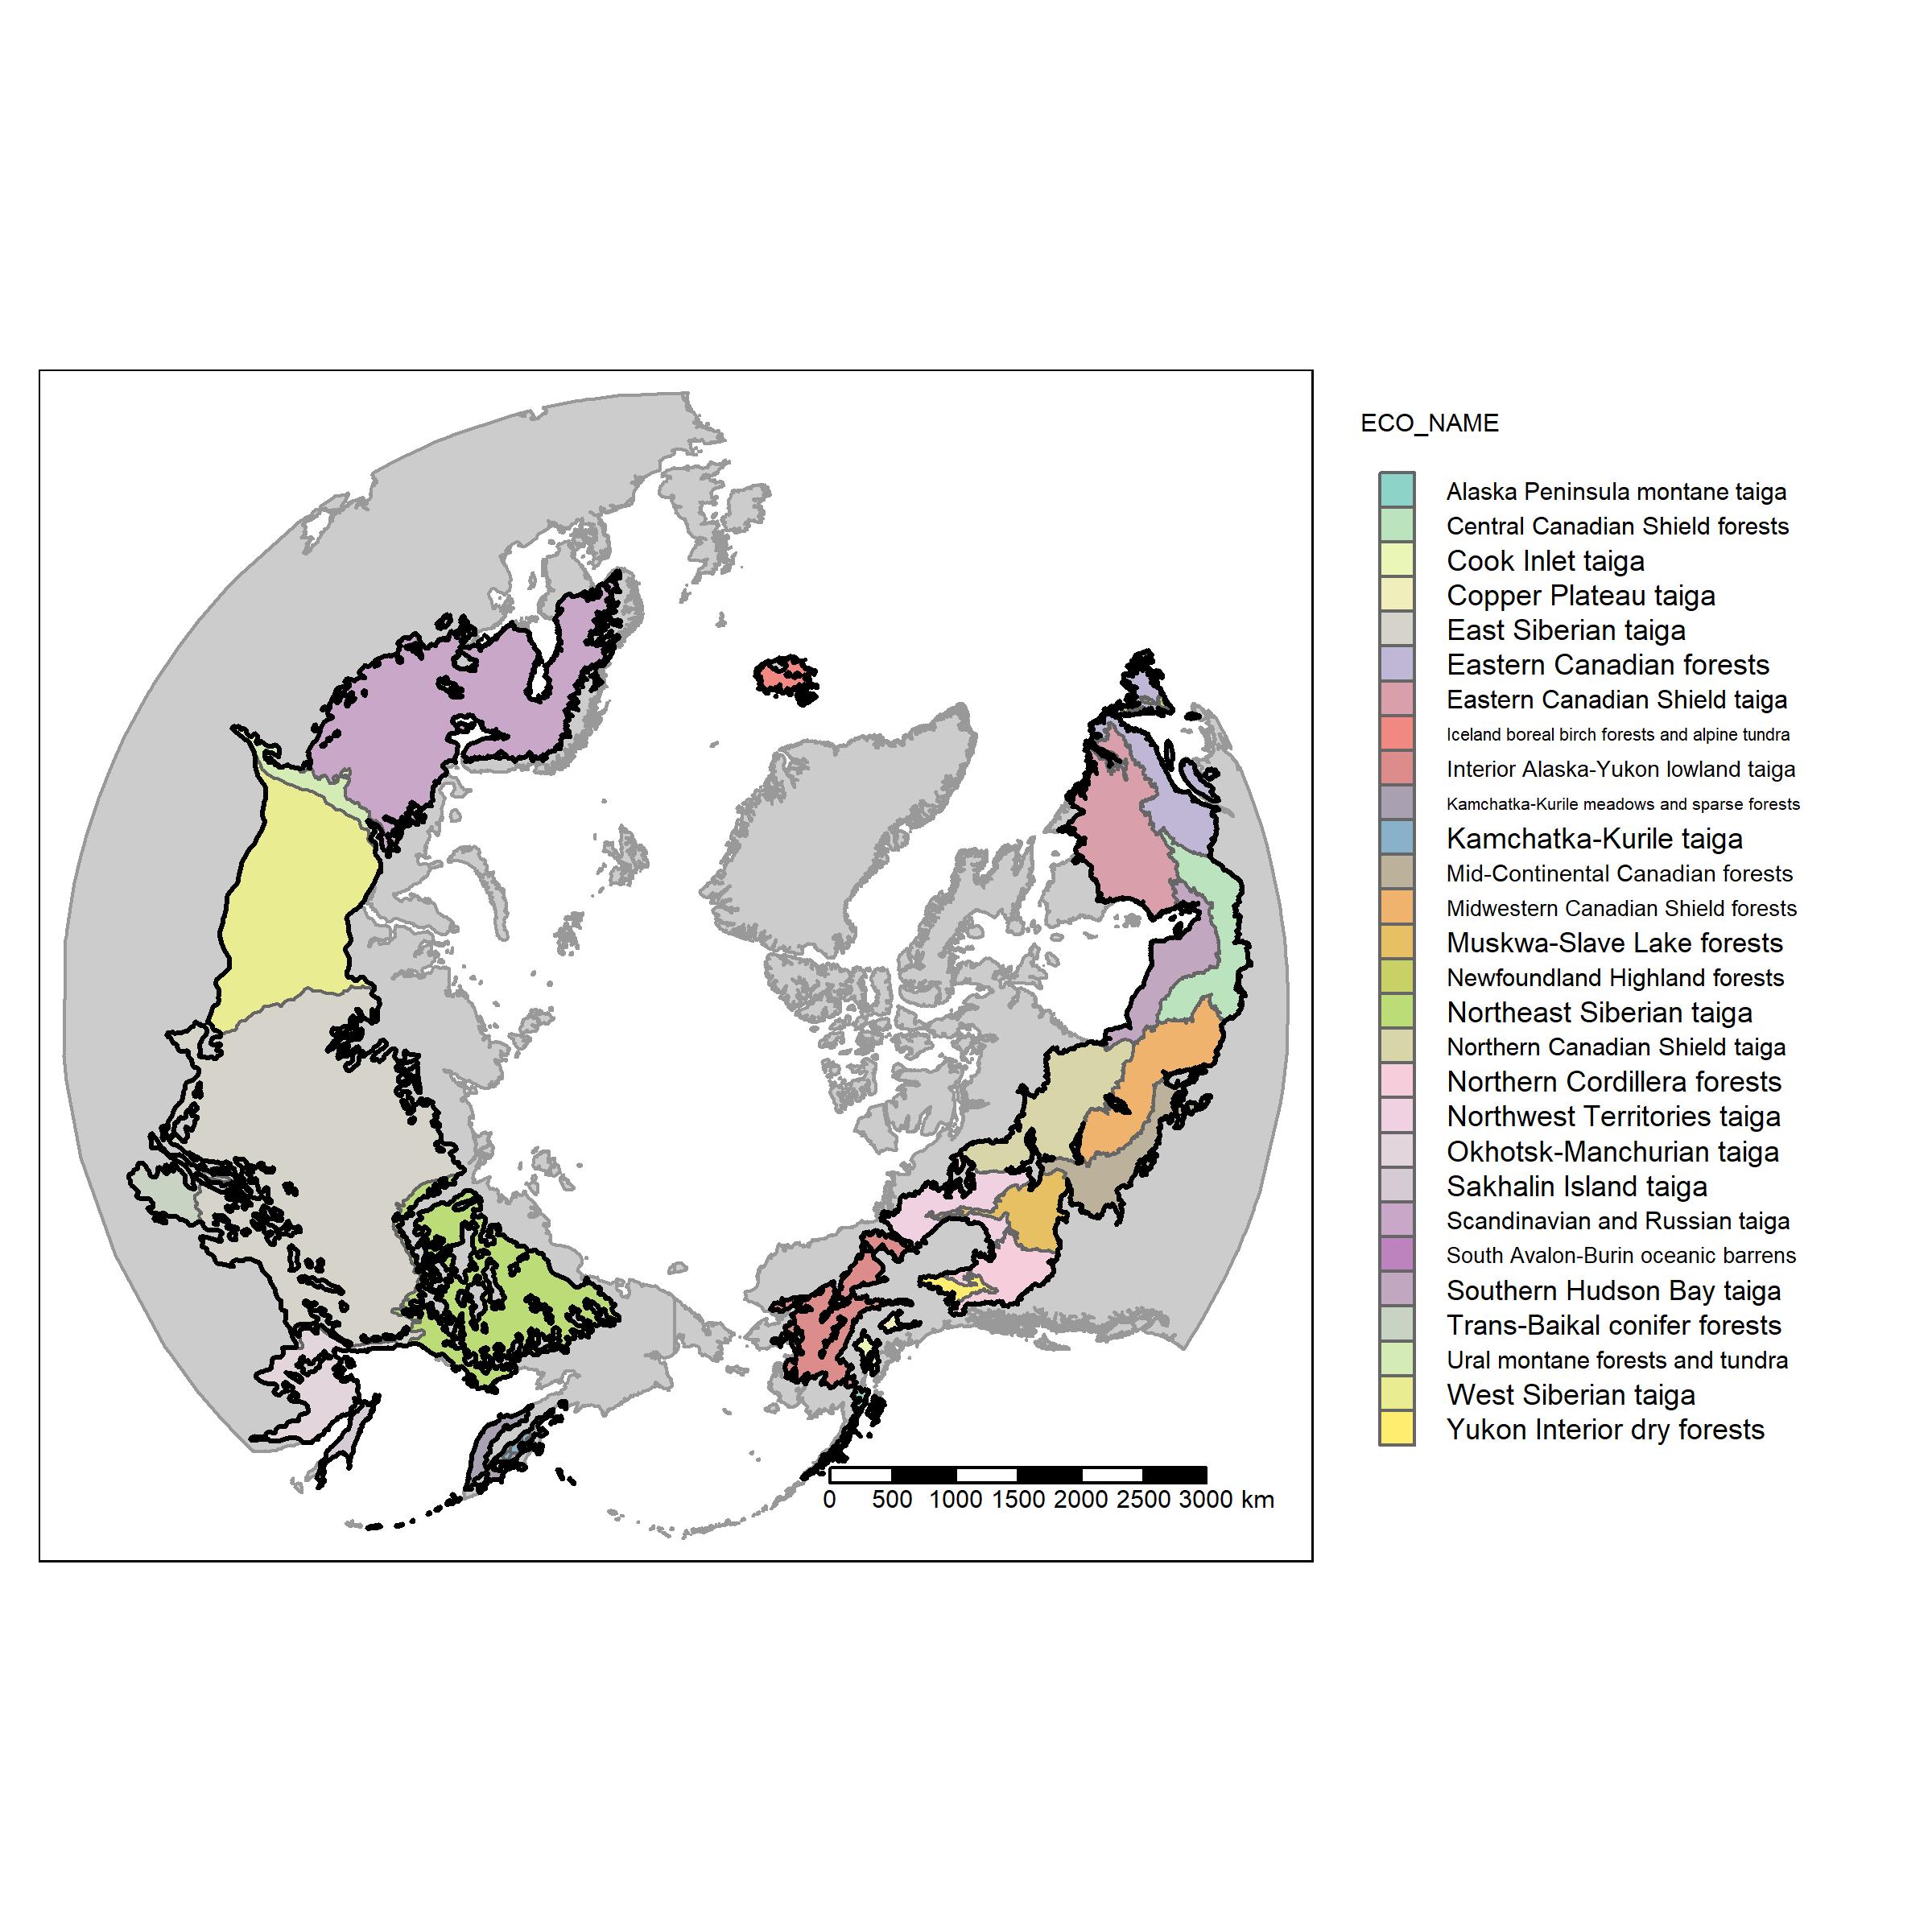 ECO_NAME
Alaska Peninsula montane taiga
Central Canadian Shield forests
Cook Inlet taiga
Copper Plateau taiga
East Siberian taiga
Eastern Canadian forests
Eastern Canadian Shield taiga
Iceland boreal birch forests and alpine tundra
Interior Alaska-Yukon lowland taiga
Kamchatka-Kurile meadows and sparse forests
Kamchatka-Kurile taiga
Mid-Continental Canadian forests
Midwestern Canadian Shield forests
Muskwa-Slave Lake forests
Newfoundland Highland forests
Northeast Siberian taiga
Northern Canadian Shield taiga
Northern Cordillera forests
Northwest Territories taiga
Okhotsk-Manchurian taiga
Sakhalin Island taiga
Scandinavian and Russian taiga
South Avalon-Burin oceanic barrens
Southern Hudson Bay taiga
Trans-Baikal conifer forests
Ural montane forests and tundra
West Siberian taiga
Yukon Interior dry forests
0 500 1000 1500 2000 2500 3000 km